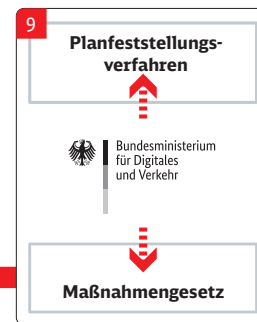 9
Planfeststellungs-
verfahren
Bundesministerium
für Digitales
und Verkehr
Maßnahmengesetz